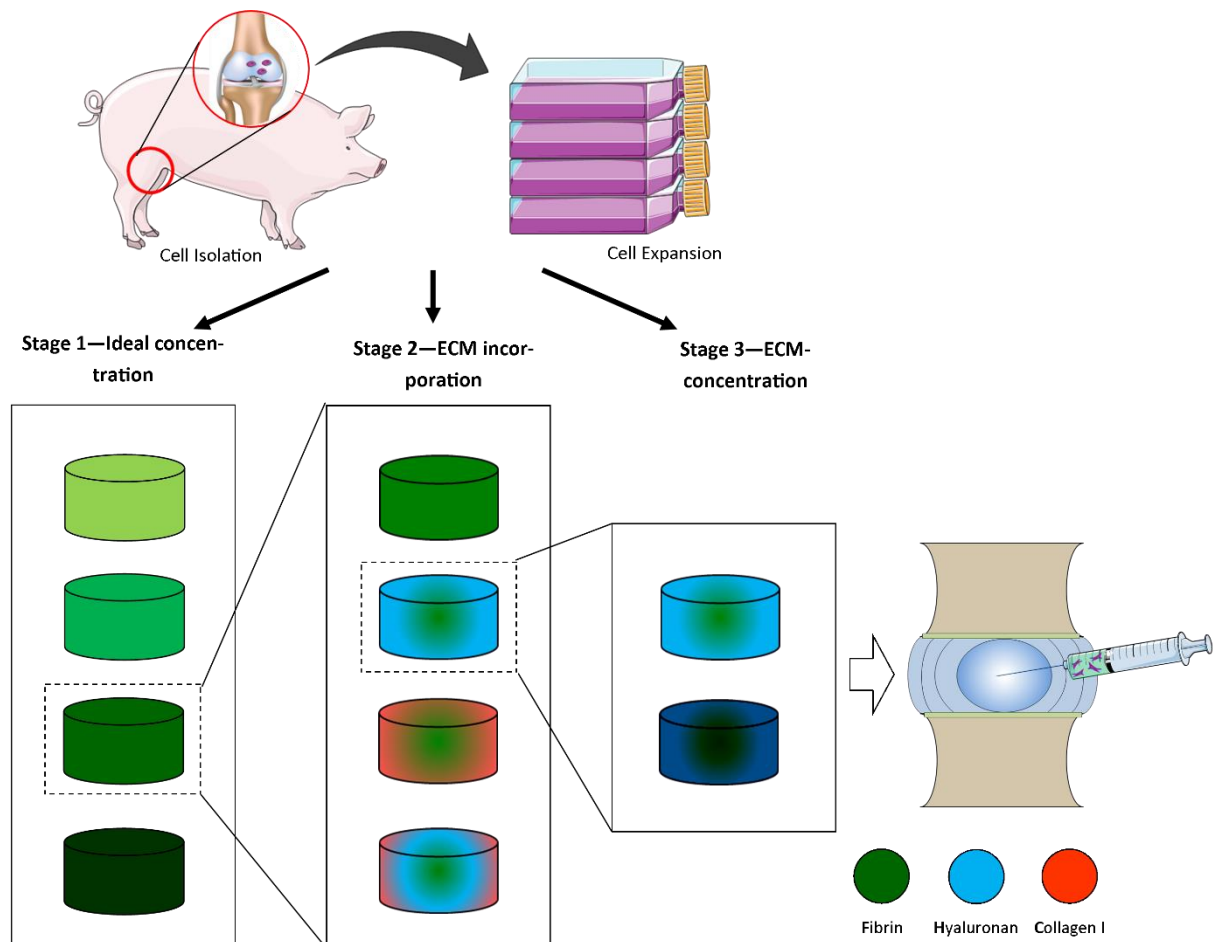 Cell Isolation
Cell Expansion
Stage 1—Ideal concen-
tration
Stage 2—ECM incor-
poration
Stage 3—ECM-
concentration
Fibrin
Hyaluronan
Collagen I